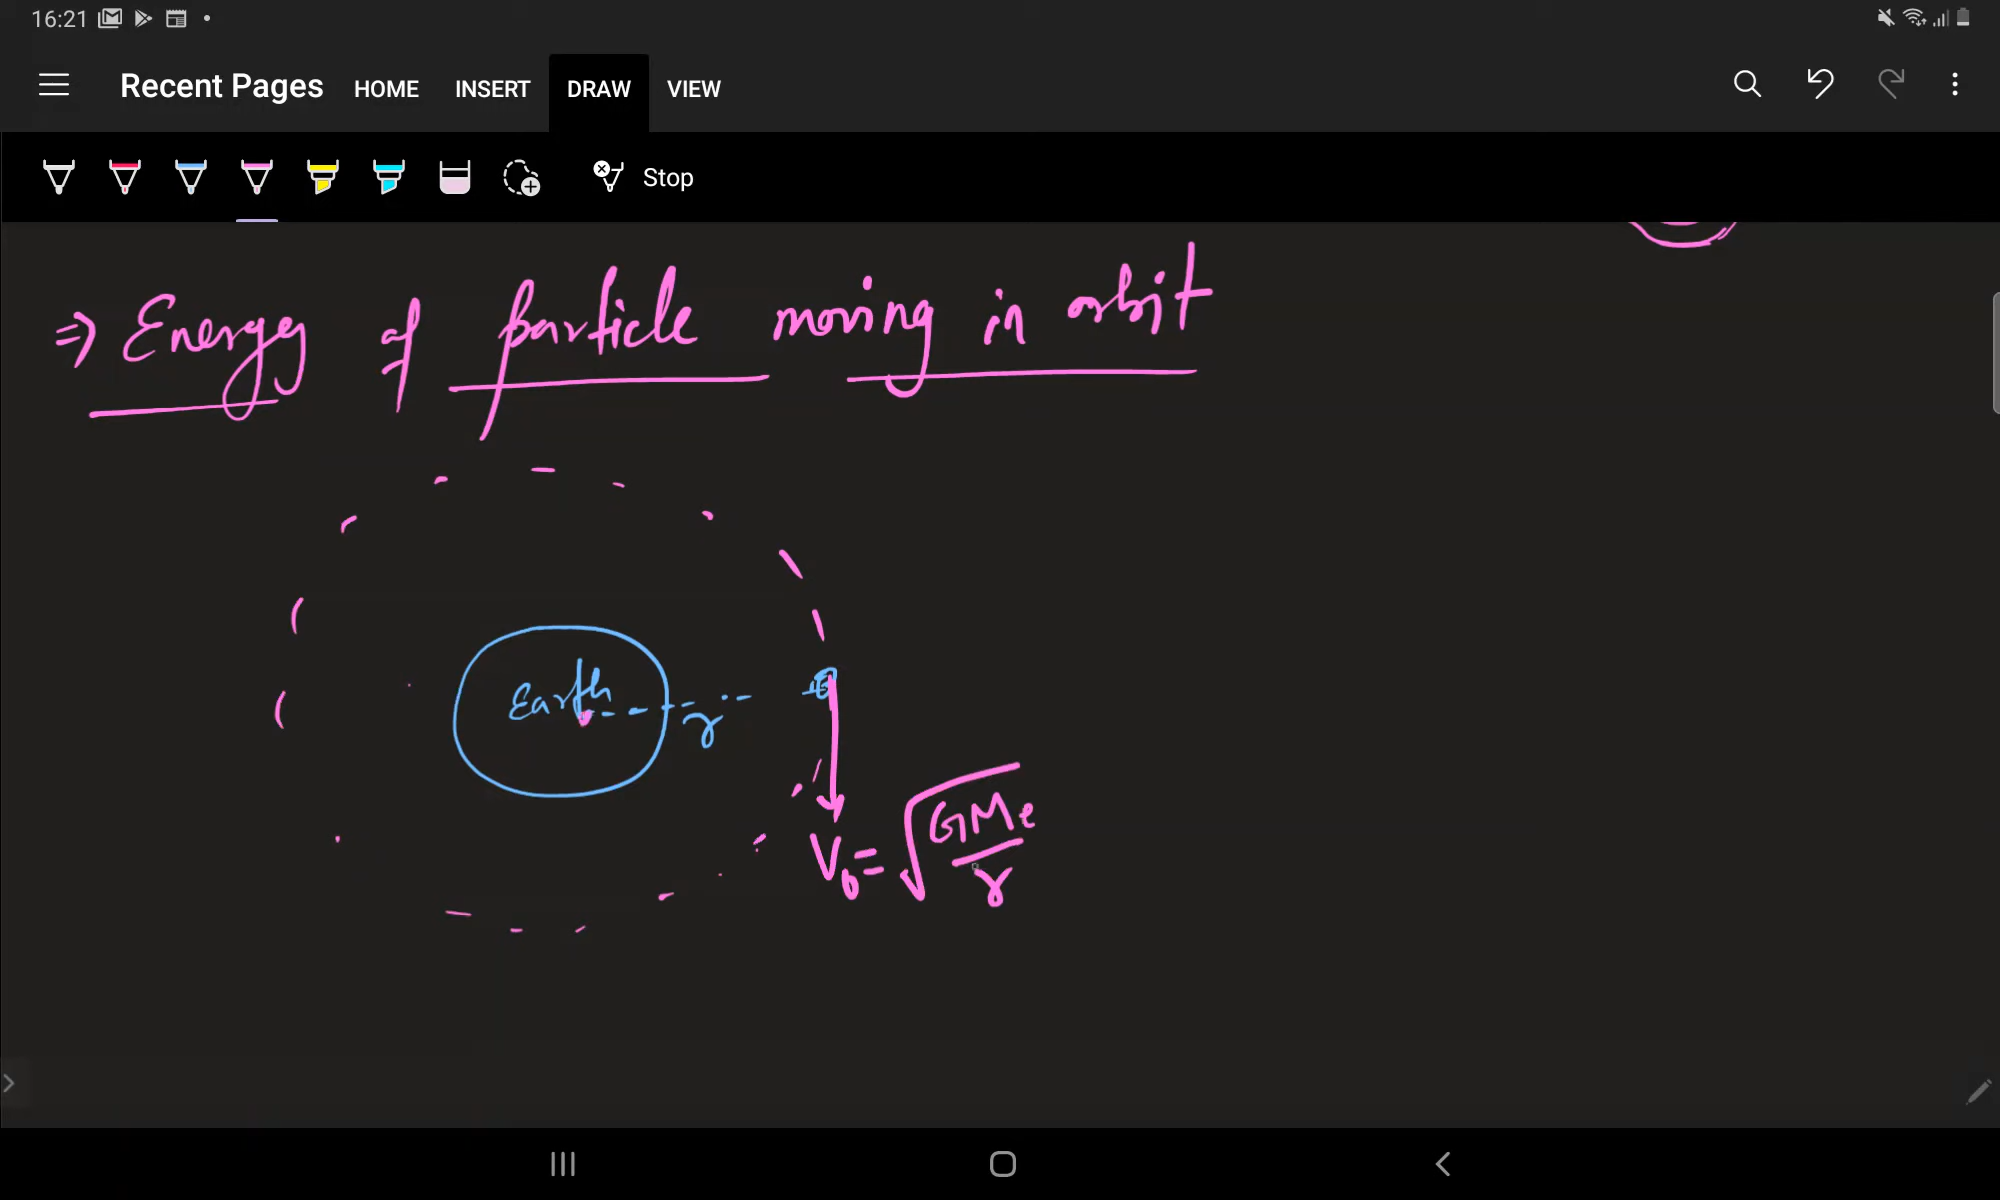 16:21
Recent Pages HOME INSERT DRAW VIEW
Stop
⇒ Energy of particle moving in orbit
Earth
r
V₀ = √(GMe/r)